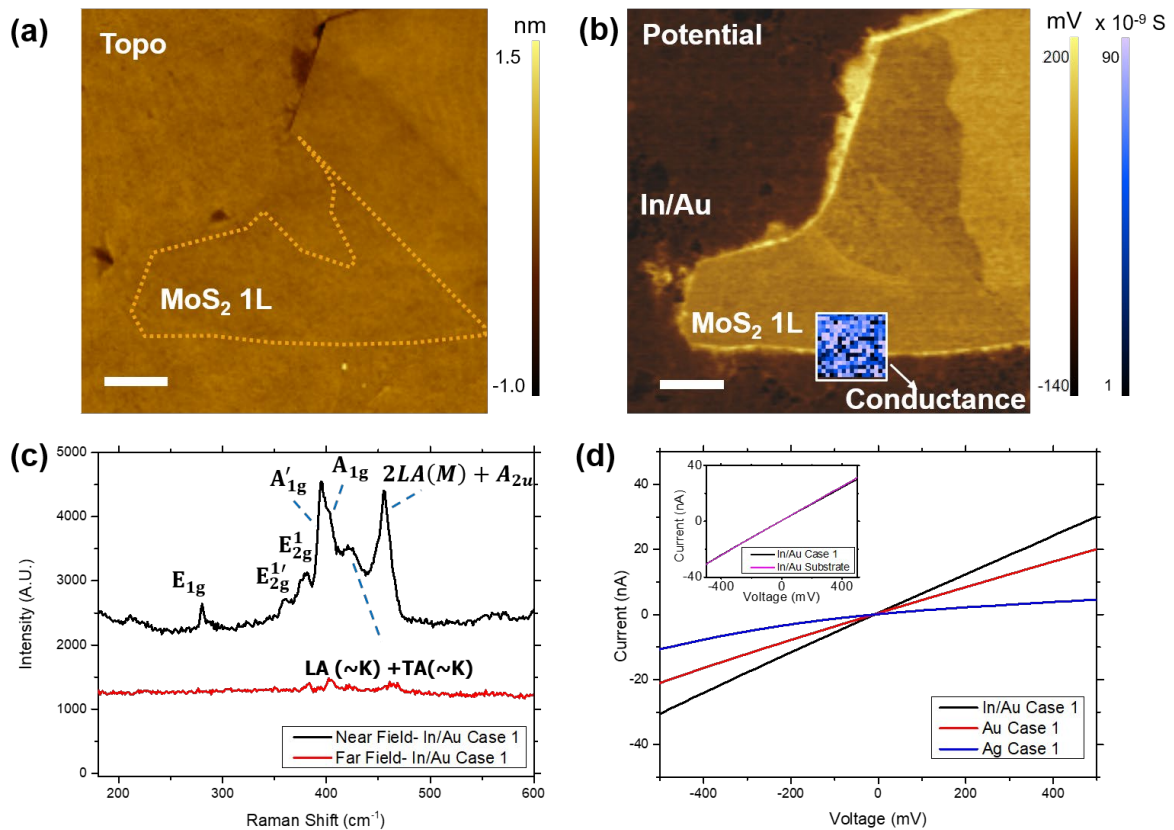 (a)
Topo
MoS₂ 1L
nm
1.5
-1.0
(b)
Potential
In/Au
MoS₂ 1L
Conductance
mV
200
-140
x 10⁻⁹ S
90
1
(c)
5000
4000
3000
2000
1000
0
Intensity (A.U.)
E₁g
E¹′₂g
E¹₂g
A′₁g
A₁g
2LA(M) + A₂ᵤ
LA (~K) +TA(~K)
Near Field- In/Au Case 1
Far Field- In/Au Case 1
200
300
400
500
600
Raman Shift (cm⁻¹)
(d)
40
20
0
-20
-40
Current (nA)
40
0
-40
Current (nA)
In/Au Case 1
In/Au Substrate
-400
0
400
Voltage (mV)
In/Au Case 1
Au Case 1
Ag Case 1
-400
-200
0
200
400
Voltage (mV)